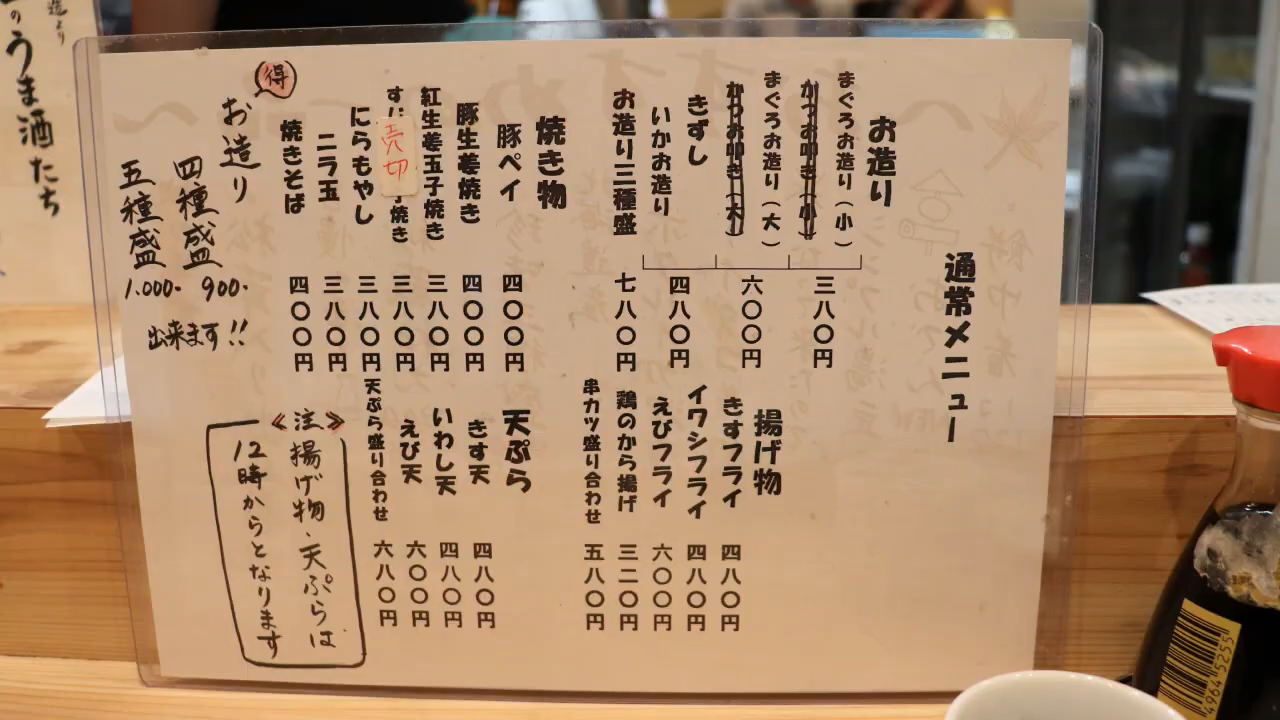 通常メニュー
お造り
まぐろお造り（小）
かつお叩き（小）
三八〇円
まぐろお造り（大）
かつお叩き（大）
六〇〇円
きずし
いかお造り
四八〇円
お造り三種盛 七八〇円
揚げ物
きすフライ 四八〇円
イワシフライ 四八〇円
えびフライ 六〇〇円
鶏のから揚げ 三二〇円
串カツ盛り合わせ 五八〇円
焼き物
豚ペイ 四〇〇円
豚生姜焼き 四〇〇円
紅生姜玉子焼き 三八〇円
売切
焼き 三八〇円
にらもやし 三八〇円
ニラ玉 三八〇円
焼きそば 四〇〇円
天ぷら
きす天 四八〇円
いわし天 四八〇円
えび天 六〇〇円
天ぷら盛り合わせ 六八〇円
得
お造り
四種盛 900.
五種盛 1.000.
出来ます!!
《注》
揚げ物、天ぷらは
12時からとなります
のうま酒たち
4964 5255